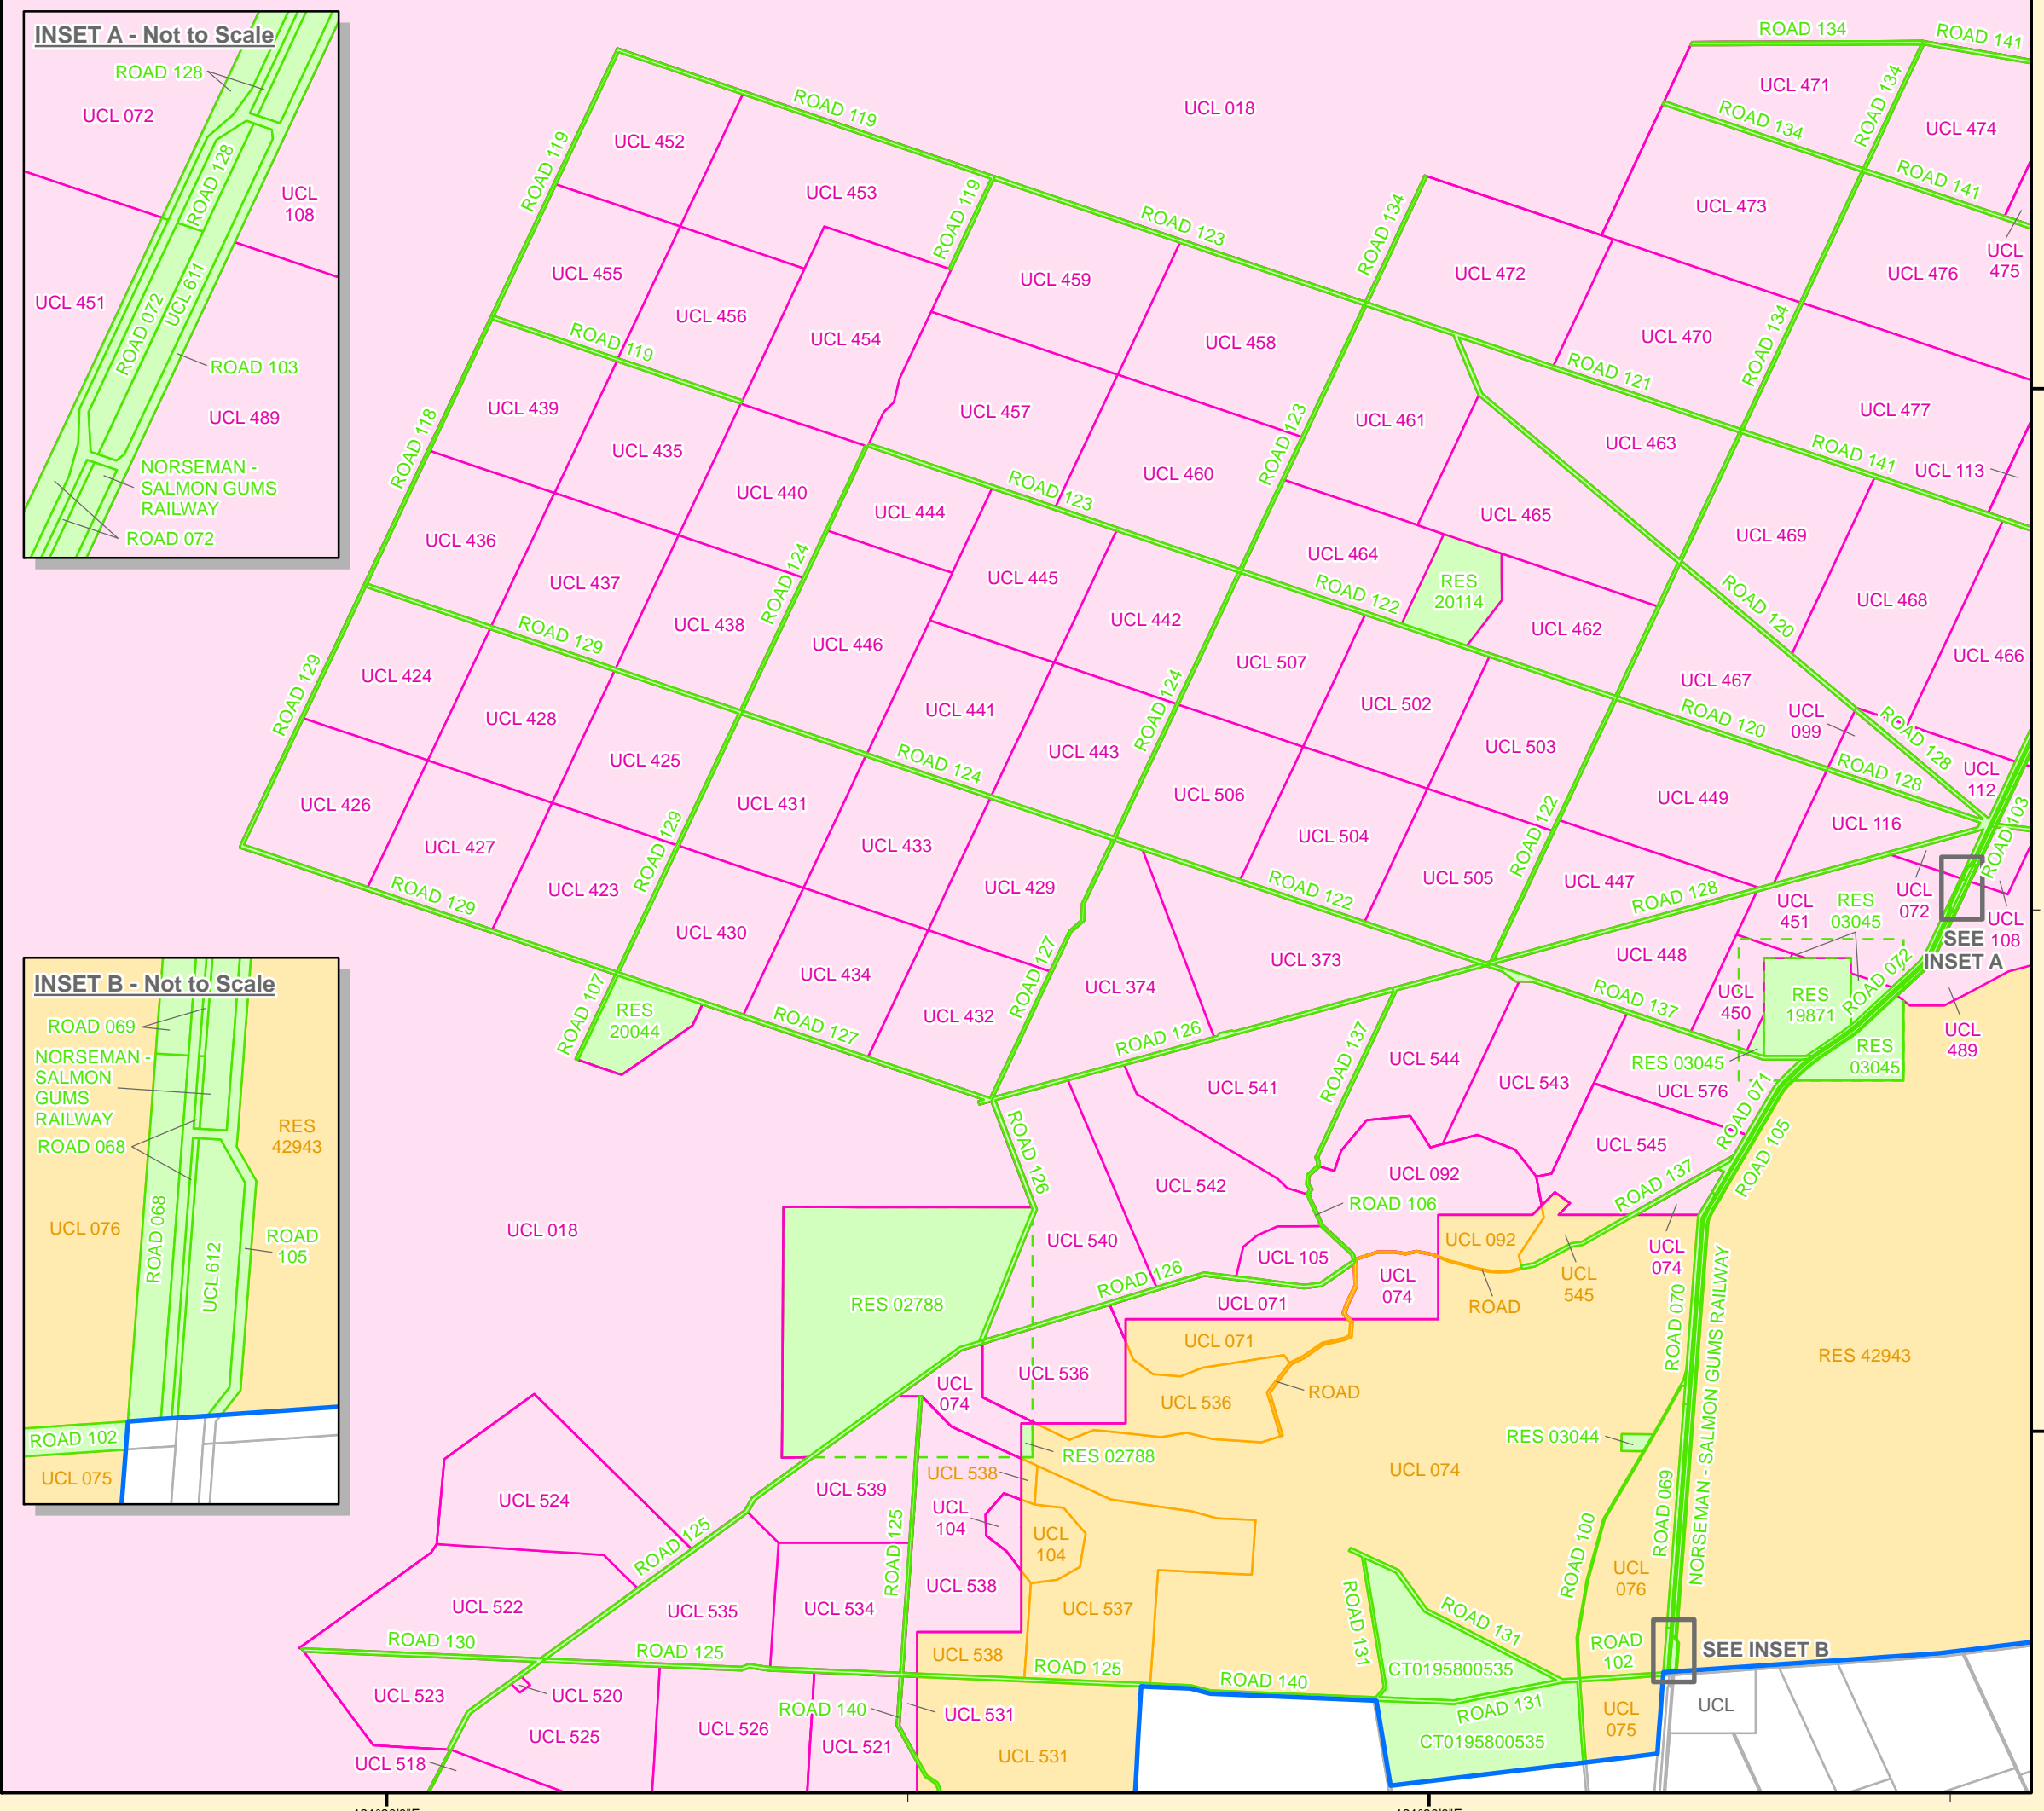 INSET A - Not to Scale
ROAD 128
UCL 072
ROAD 128
UCL
108
UCL 451
ROAD 072
UCL 611
ROAD 103
UCL 489
NORSEMAN -
SALMON GUMS
RAILWAY
ROAD 072
INSET B - Not to Scale
ROAD 069
NORSEMAN -
SALMON
GUMS
RAILWAY
ROAD 068
RES
42943
UCL 076
ROAD 068
UCL 612
ROAD
105
ROAD 102
UCL 075
ROAD 134
ROAD 141
UCL 471
ROAD 119
UCL 018
ROAD 134
ROAD 134
UCL 474
UCL 452
ROAD 119
UCL 453
ROAD 119
ROAD 141
UCL 473
ROAD 123
ROAD 134
UCL 455
UCL 459
UCL 472
UCL 476
UCL
475
UCL 456
UCL 454
UCL 458
UCL 470
ROAD 134
ROAD 119
ROAD 121
UCL 439
UCL 457
UCL 461
UCL 477
ROAD 118
UCL 435
ROAD 123
UCL 463
ROAD 141
UCL 113
UCL 460
UCL 440
ROAD 123
UCL 444
UCL 465
UCL 469
UCL 436
UCL 464
UCL 437
ROAD 124
UCL 445
RES
20114
ROAD 122
UCL 468
ROAD 120
UCL 438
UCL 442
UCL 462
ROAD 129
UCL 446
UCL 507
UCL 466
UCL 424
ROAD 129
UCL 467
UCL 502
UCL 441
ROAD 124
UCL 428
ROAD 120
UCL
099
ROAD 128
UCL 443
UCL 503
UCL 425
ROAD 124
ROAD 128
UCL
112
UCL 426
UCL 431
UCL 506
UCL 449
ROAD 103
UCL 116
UCL 427
UCL 433
UCL 504
ROAD 122
ROAD 129
UCL 423
ROAD 129
UCL 429
UCL 505
UCL 447
ROAD 122
ROAD 128
UCL
072
UCL
451
RES
03045
UCL
108
SEE
INSET A
UCL 430
UCL 434
ROAD 127
UCL 373
UCL 448
UCL 374
ROAD 072
UCL
450
RES
19871
ROAD 137
RES
20044
ROAD 107
UCL 432
ROAD 127
ROAD 126
UCL
489
RES
03045
RES 03045
ROAD 137
UCL 544
UCL 541
UCL 543
UCL 576
ROAD 071
ROAD 105
UCL 545
ROAD 126
UCL 092
UCL 542
ROAD 137
ROAD 106
UCL 018
UCL 540
UCL 092
UCL 105
UCL
074
UCL
074
UCL
545
ROAD 126
RES 02788
UCL 071
ROAD
ROAD 070
NORSEMAN - SALMON GUMS RAILWAY
UCL 071
RES 42943
UCL 536
UCL
074
UCL 536
ROAD
RES 03044
RES 02788
UCL 074
UCL 538
UCL 539
UCL 524
UCL
104
UCL
104
ROAD 125
ROAD 125
ROAD 069
ROAD 100
UCL
076
UCL 538
UCL 522
UCL 535
UCL 534
UCL 537
ROAD 131
ROAD 131
ROAD 130
ROAD 125
UCL 538
ROAD 125
ROAD
102
SEE INSET B
CT0195800535
ROAD 140
UCL 523
UCL 520
ROAD 140
UCL 531
ROAD 131
UCL
075
UCL
UCL 525
UCL 526
UCL 521
UCL 531
CT0195800535
UCL 518